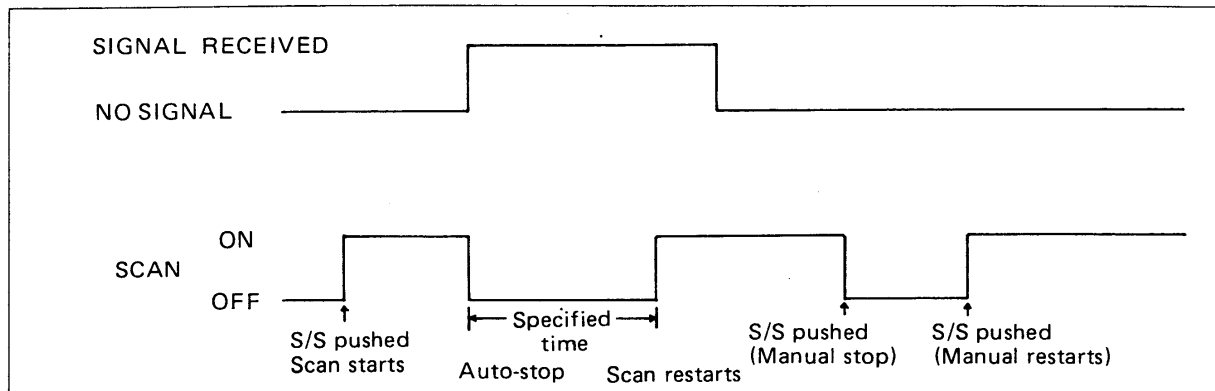 SIGNAL RECEIVED
NO SIGNAL
SCAN
ON
OFF
S/S pushed
Scan starts
Specified
time
Auto-stop
Scan restarts
S/S pushed
(Manual stop)
S/S pushed
(Manual restarts)